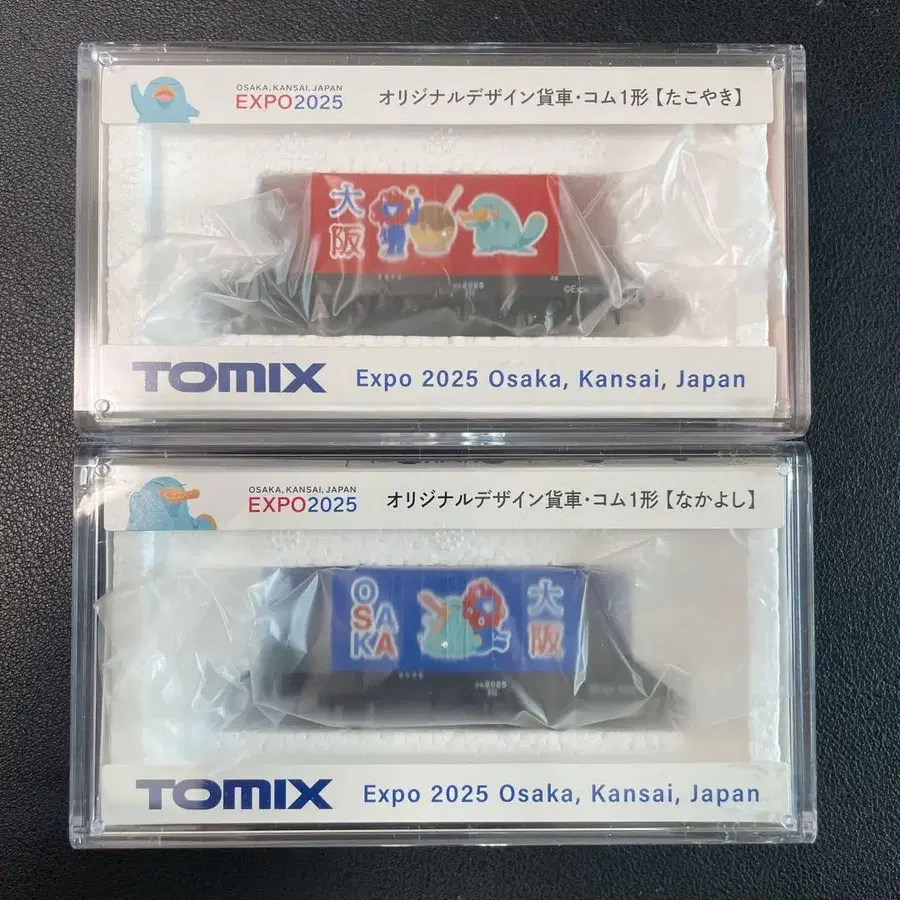 OSAKA, KANSAI, JAPAN
EXPO2025
オリジナルデザイン貨車・コム1形【たこやき】
大阪
©Expo
TOMIX
Expo 2025 Osaka, Kansai, Japan
OSAKA, KANSAI, JAPAN
EXPO2025
オリジナルデザイン貨車・コム1形【なかよし】
OSAKA
大阪
TOMIX
Expo 2025 Osaka, Kansai, Japan